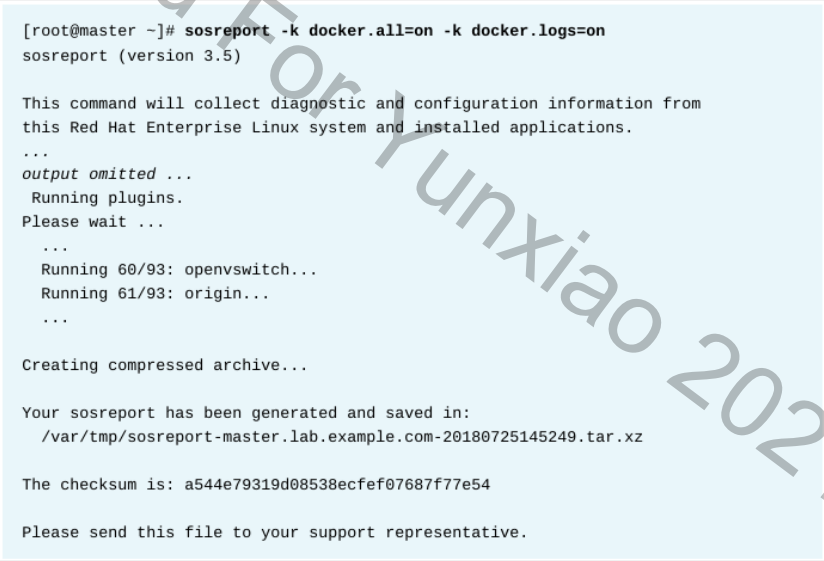 [root@master ~]# sosreport -k docker.all=on -k docker.logs=on
sosreport (version 3.5)
This command will collect diagnostic and configuration information from
this Red Hat Enterprise Linux system and installed applications.
...
output omitted ...
Running plugins.
Please wait ...
...
Running 60/93: openvswitch...
Running 61/93: origin...
...
Creating compressed archive...
Your sosreport has been generated and saved in:
/var/tmp/sosreport-master.lab.example.com-20180725145249.tar.xz
The checksum is: a544e79319d08538ecfef07687f77e54
Please send this file to your support representative.
For Yunxiao 202